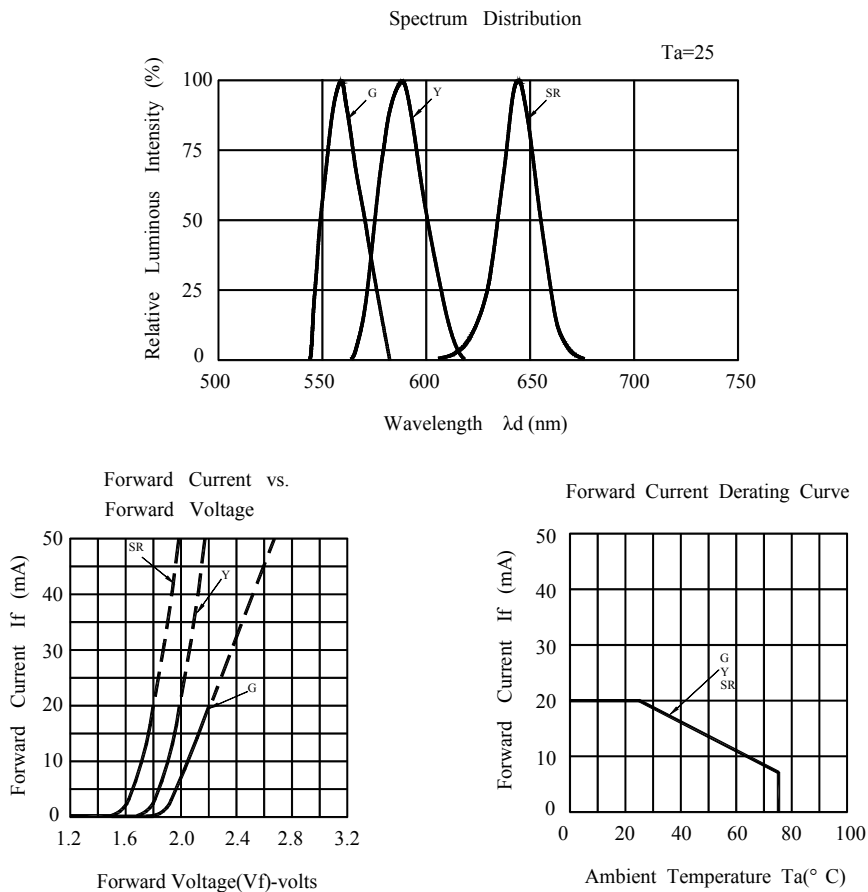 Spectrum Distribution
Ta=25
Relative Luminous Intensity (%)
100
75
50
25
0
G
Y
SR
500 550 600 650 700 750
Wavelength λd (nm)
Forward Current vs.
Forward Voltage
Forward Current If (mA)
50
40
30
20
10
0
SR
Y
G
1.2 1.6 2.0 2.4 2.8 3.2
Forward Voltage(Vf)-volts
Forward Current Derating Curve
Forward Current If (mA)
50
40
30
20
10
0
G
Y
SR
0 20 40 60 80 100
Ambient Temperature Ta(° C)